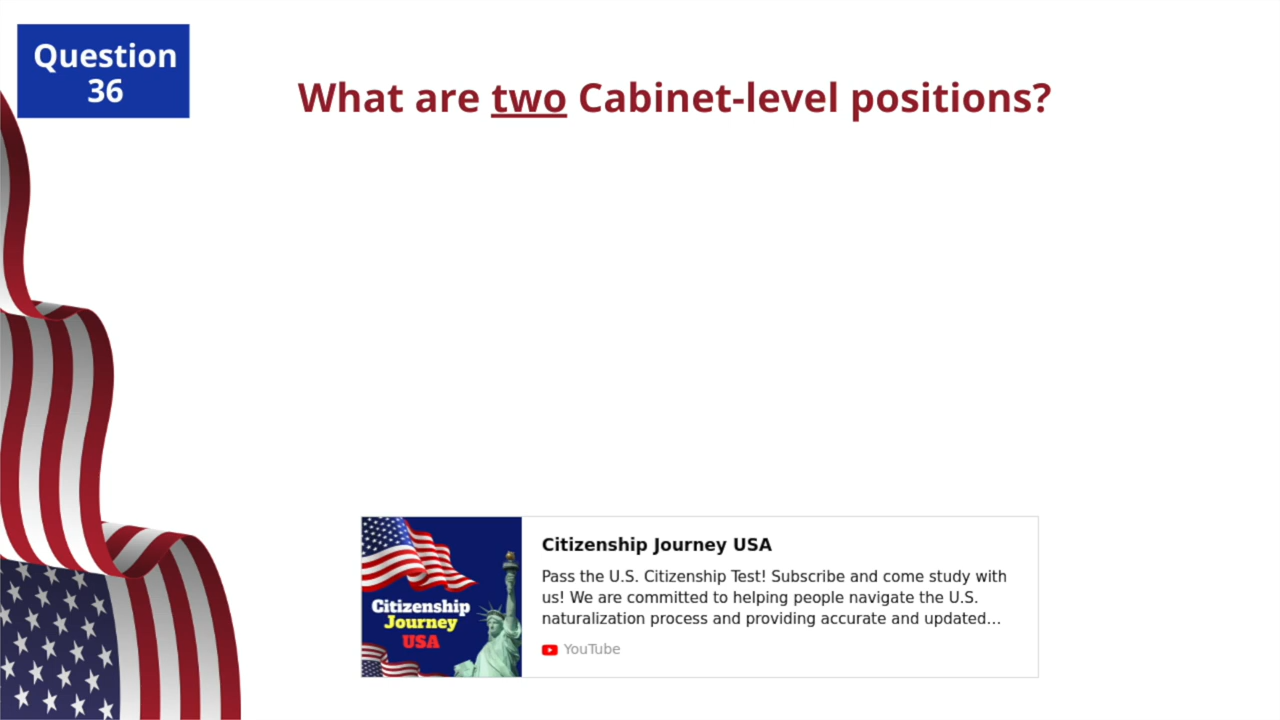 Question
36
What are two Cabinet-level positions?
Citizenship Journey USA
Pass the U.S. Citizenship Test! Subscribe and come study with
us! We are committed to helping people navigate the U.S.
naturalization process and providing accurate and updated...
YouTube
Citizenship
Journey
USA